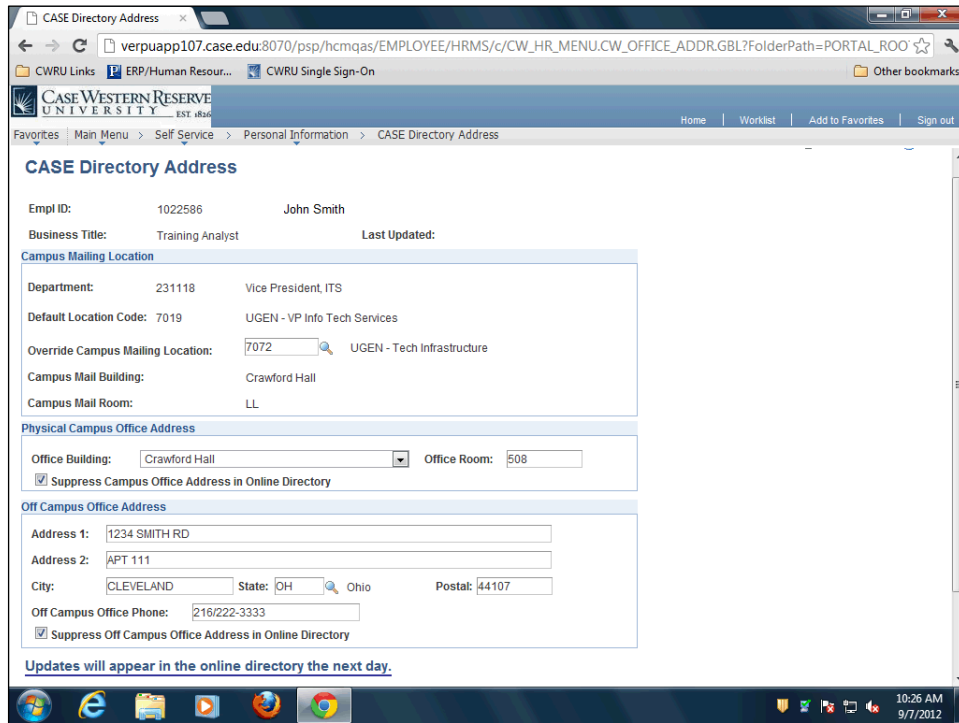 CASE Directory Address
verpuapp107.case.edu:8070/psp/hcmqas/EMPLOYEE/HRMS/c/CW_HR_MENU.CW_OFFICE_ADDR.GBL?FolderPath=PORTAL_ROO
CWRU Links ERP/Human Resour... CWRU Single Sign-On Other bookmarks
CASE WESTERN RESERVE
UNIVERSITY EST. 1826
Home | Worklist | Add to Favorites | Sign out
Favorites Main Menu > Self Service > Personal Information > CASE Directory Address
CASE Directory Address
Empl ID: 1022586 John Smith
Business Title: Training Analyst Last Updated:
Campus Mailing Location
Department: 231118 Vice President, ITS
Default Location Code: 7019 UGEN - VP Info Tech Services
Override Campus Mailing Location: 7072 UGEN - Tech Infrastructure
Campus Mail Building: Crawford Hall
Campus Mail Room: LL
Physical Campus Office Address
Office Building: Crawford Hall Office Room: 508
Suppress Campus Office Address in Online Directory
Off Campus Office Address
Address 1: 1234 SMITH RD
Address 2: APT 111
City: CLEVELAND State: OH Ohio Postal: 44107
Off Campus Office Phone: 216/222-3333
Suppress Off Campus Office Address in Online Directory
Updates will appear in the online directory the next day.
10:26 AM
9/7/2012